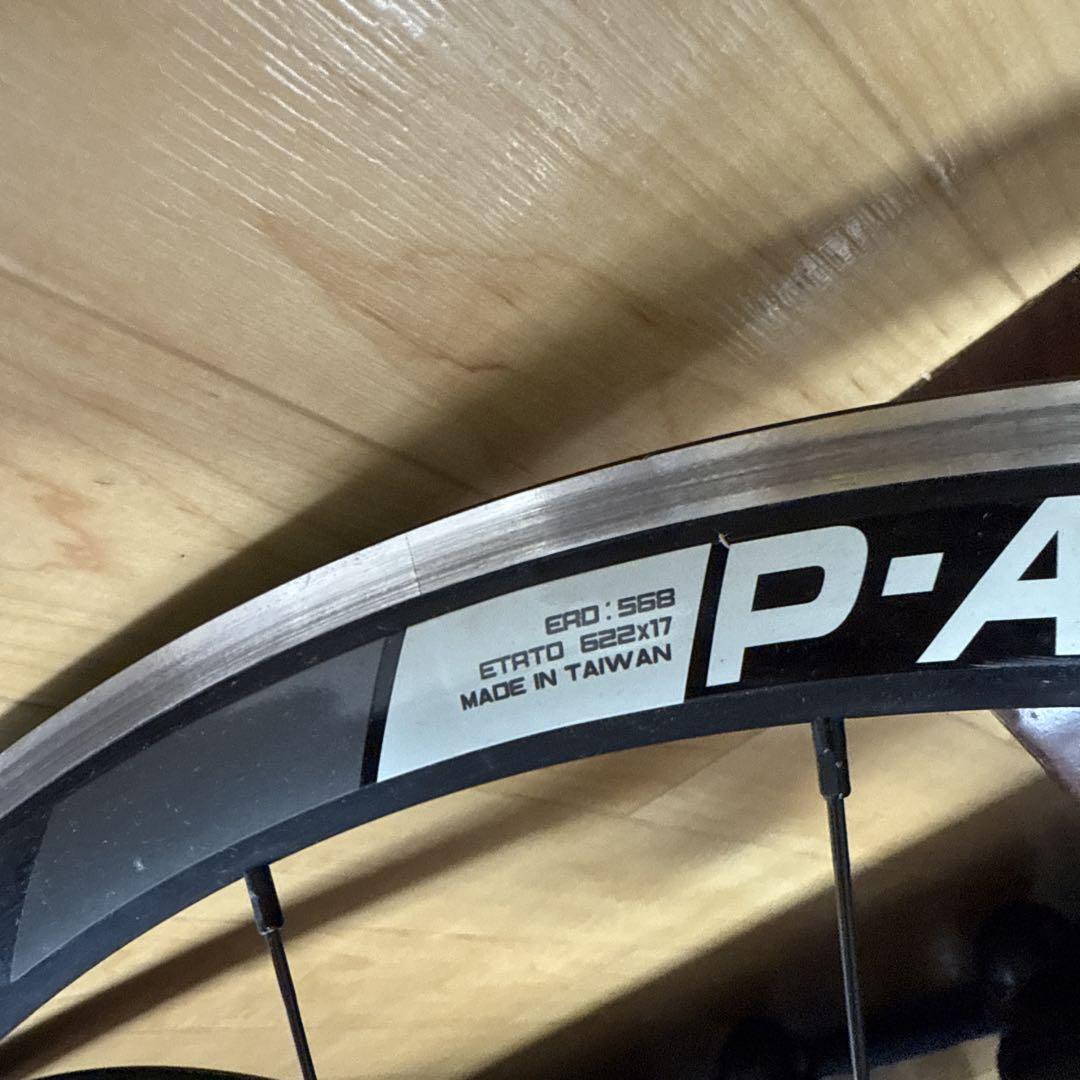 ERD:568
ETRTO 622x17
MADE IN TAIWAN
P-A